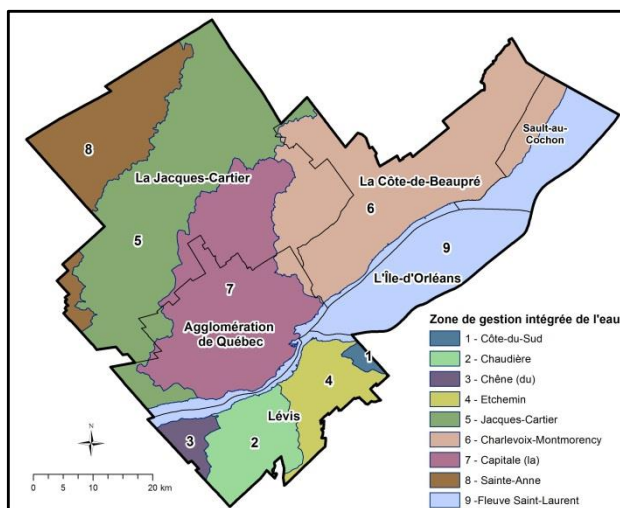 Sault-au-
Cochon
8
La Jacques-Cartier
La Côte-de-Beaupré
6
5
9
L'Île-d'Orléans
7
Agglomération
de Québec
1
4
Lévis
3
2
N
0 10 20 km
Zone de gestion intégrée de l'eau
1 - Côte-du-Sud
2 - Chaudière
3 - Chêne (du)
4 - Etchemin
5 - Jacques-Cartier
6 - Charlevoix-Montmorency
7 - Capitale (la)
8 - Sainte-Anne
9 -Fleuve Saint-Laurent